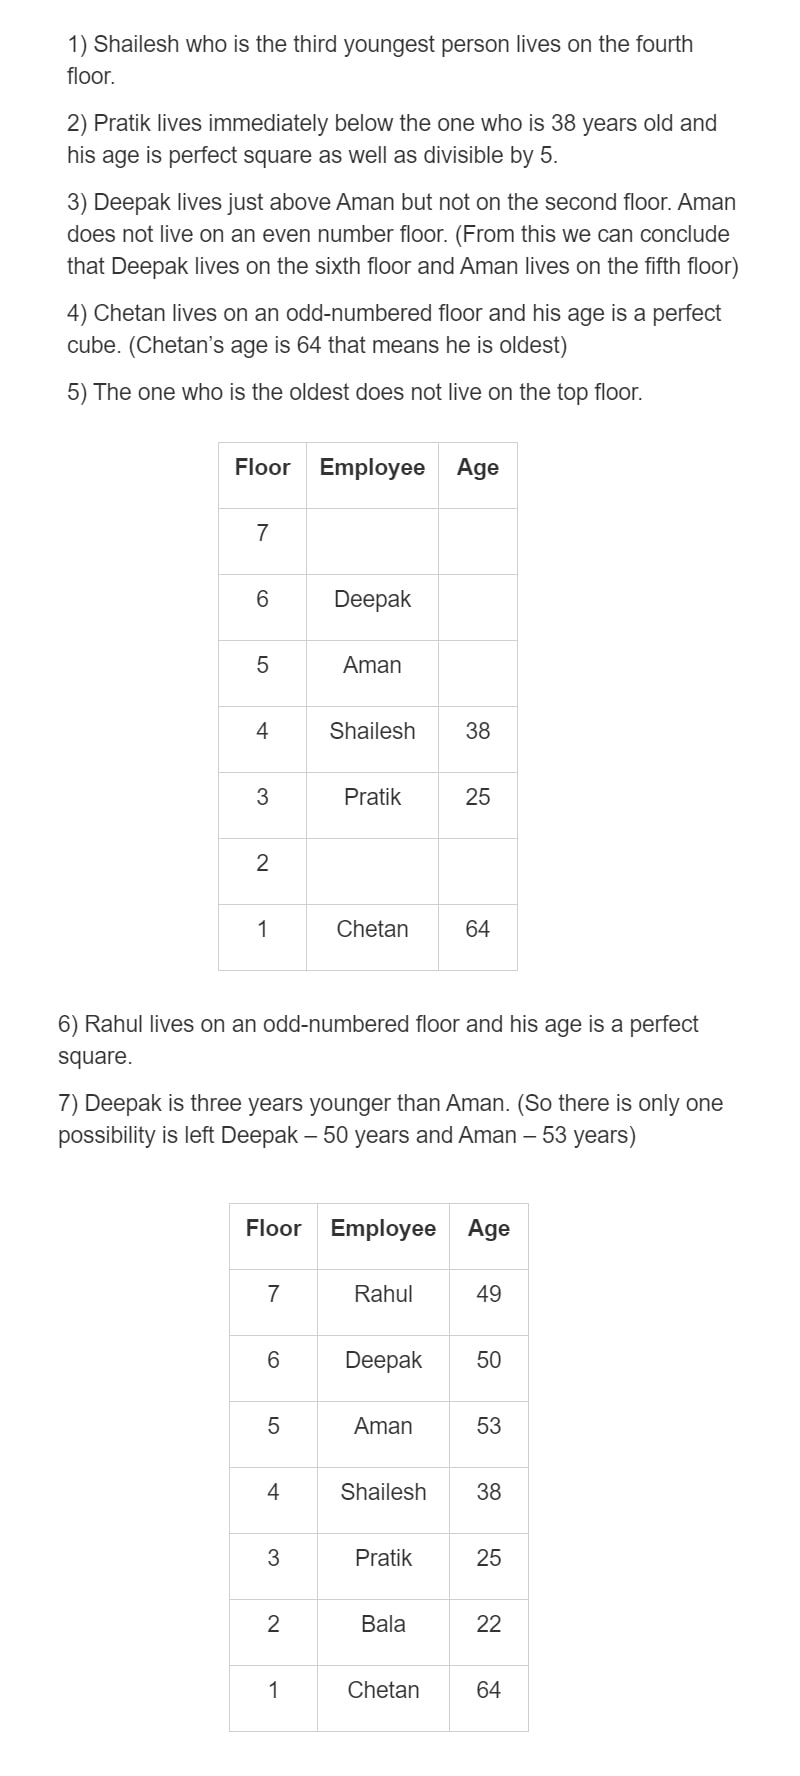 1) Shailesh who is the third youngest person lives on the fourth
floor.
2) Pratik lives immediately below the one who is 38 years old and
his age is perfect square as well as divisible by 5.
3) Deepak lives just above Aman but not on the second floor. Aman
does not live on an even number floor. (From this we can conclude
that Deepak lives on the sixth floor and Aman lives on the fifth floor)
4) Chetan lives on an odd-numbered floor and his age is a perfect
cube. (Chetan’s age is 64 that means he is oldest)
5) The one who is the oldest does not live on the top floor.
Floor Employee Age
7
6 Deepak
5 Aman
4 Shailesh 38
3 Pratik 25
2
1 Chetan 64
6) Rahul lives on an odd-numbered floor and his age is a perfect
square.
7) Deepak is three years younger than Aman. (So there is only one
possibility is left Deepak – 50 years and Aman – 53 years)
Floor Employee Age
7 Rahul 49
6 Deepak 50
5 Aman 53
4 Shailesh 38
3 Pratik 25
2 Bala 22
1 Chetan 64